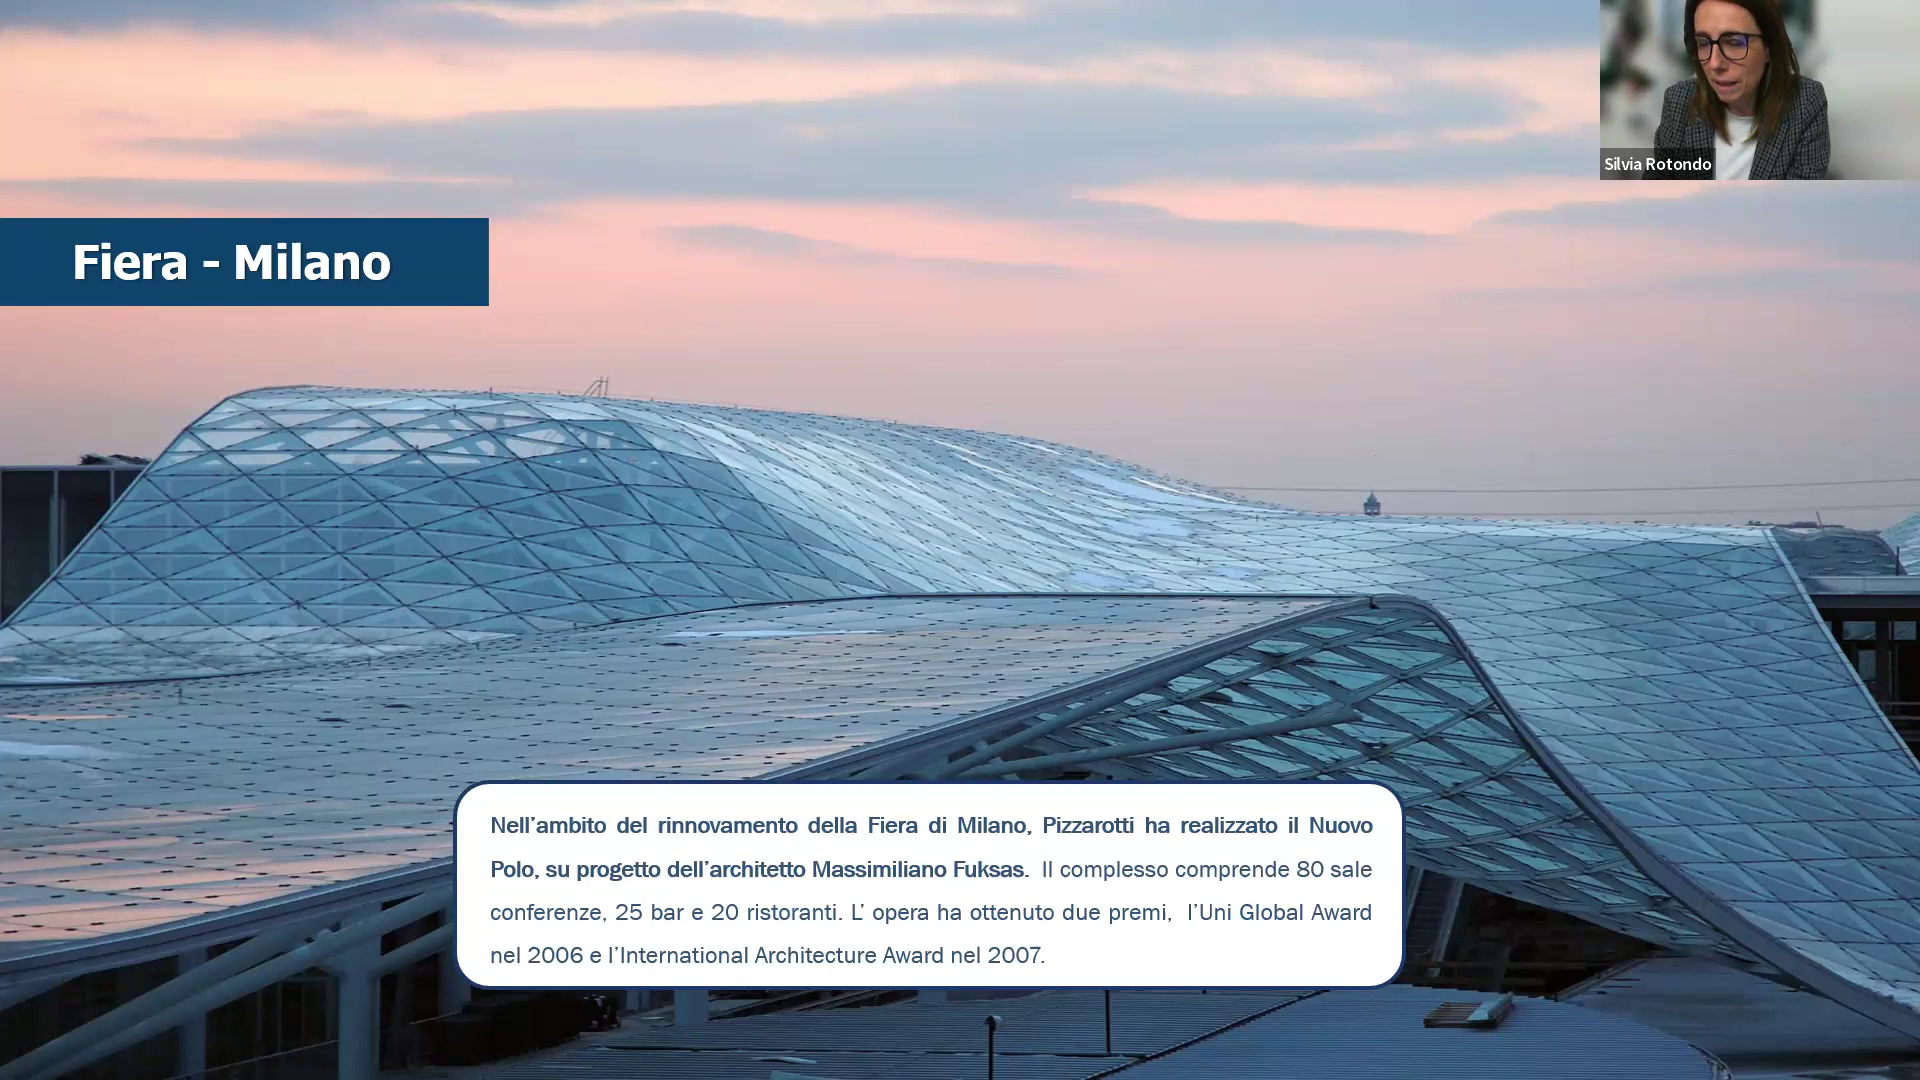 Silvia Rotondo
Fiera - Milano
Nell’ambito del rinnovamento della Fiera di Milano, Pizzarotti ha realizzato il Nuovo
Polo, su progetto dell’architetto Massimiliano Fuksas. Il complesso comprende 80 sale
conferenze, 25 bar e 20 ristoranti. L’ opera ha ottenuto due premi, l’Uni Global Award
nel 2006 e l’International Architecture Award nel 2007.